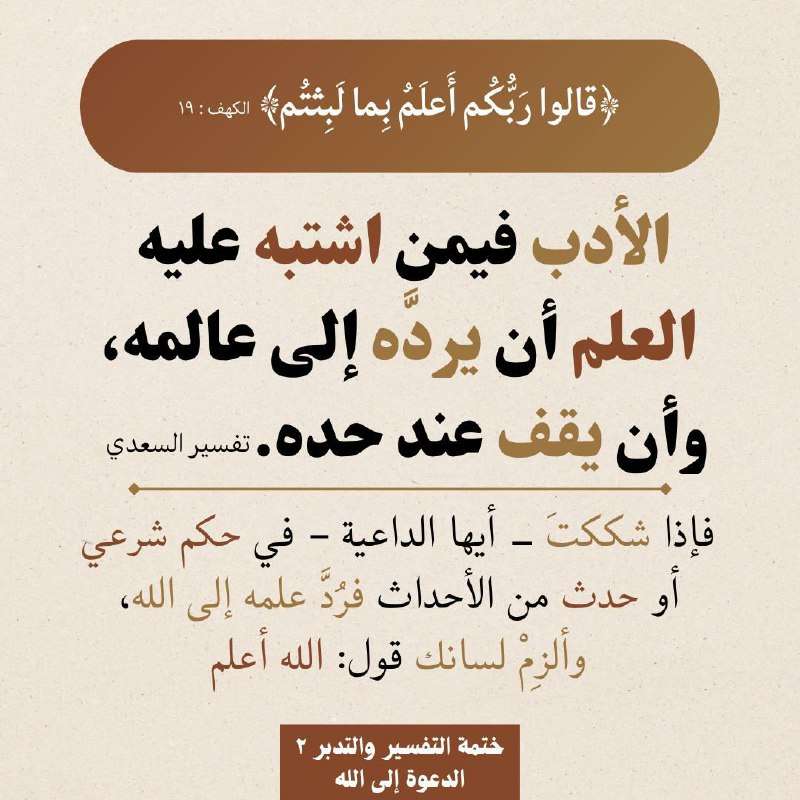 ﴿قالوا رَبُّكُم أَعلَمُ بِما لَبِثتُم﴾ الكهف : ١٩
الأدب فيمن اشتبه عليه
العلم أن يردَّه إلى عالمه،
وأن يقف عند حده. تفسير السعدي
فإذا شككتَ ـ أيها الداعية – في حكم شرعي
أو حدث من الأحداث فرُدَّ علمه إلى الله،
وألزِمْ لسانك قول: الله أعلم
ختمة التفسير والتدبر ٢
الدعوة إلى الله